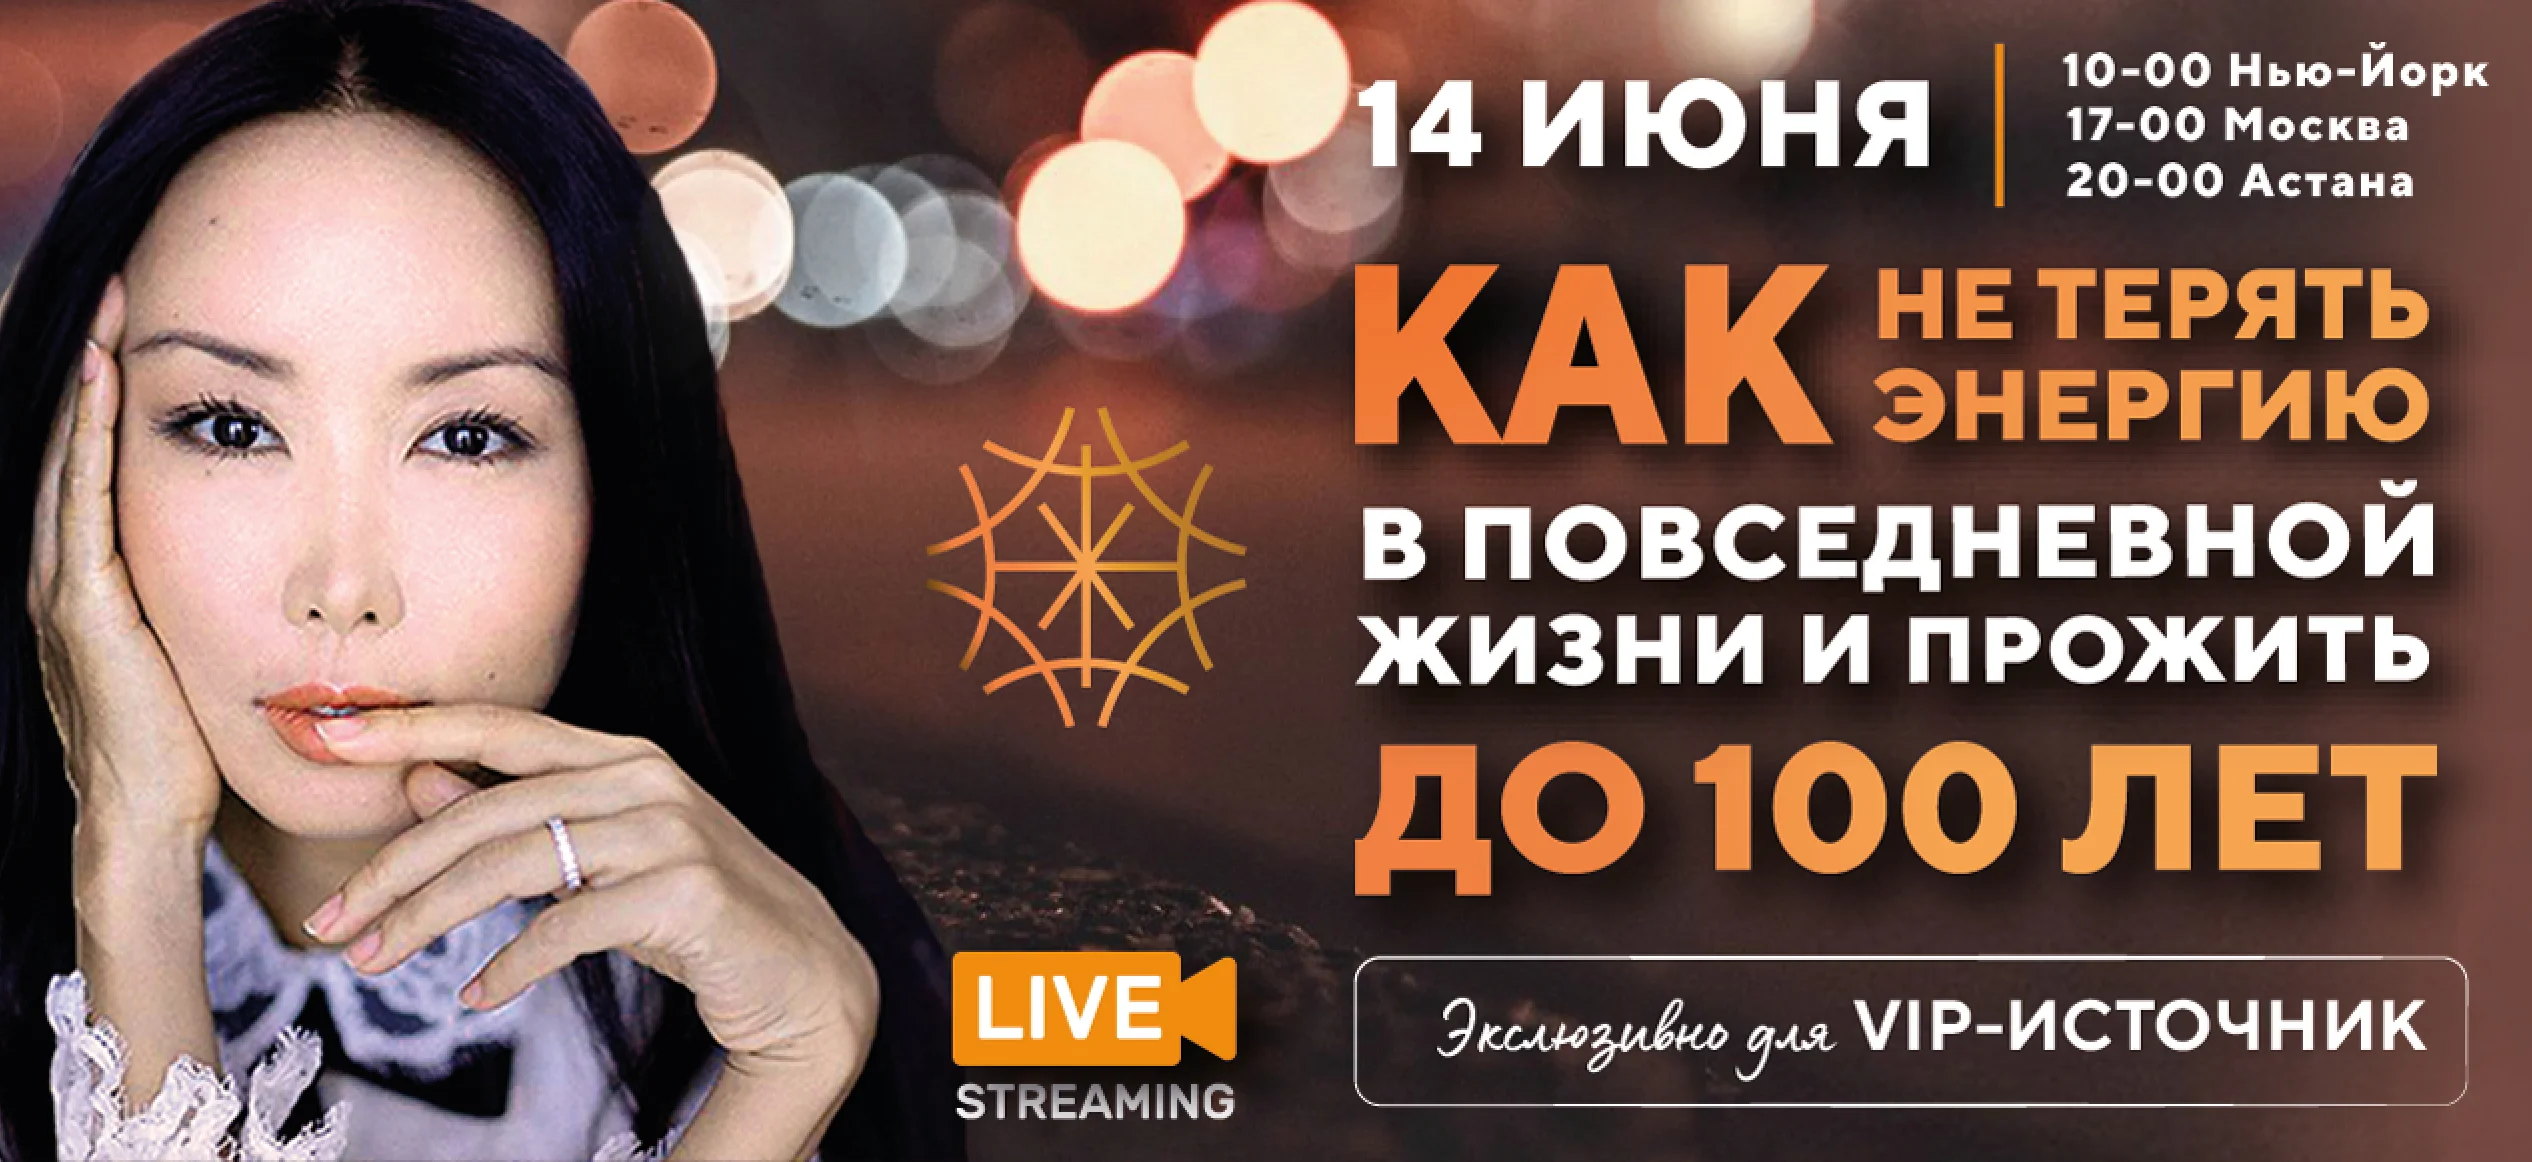 14 ИЮНЯ
10-00 Нью-Йорк
17-00 Москва
20-00 Астана
КАК НЕ ТЕРЯТЬ
ЭНЕРГИЮ
В ПОВСЕДНЕВНОЙ
ЖИЗНИ И ПРОЖИТЬ
ДО 100 ЛЕТ
LIVE
STREAMING
Экслюзивно для VIP-ИСТОЧНИК